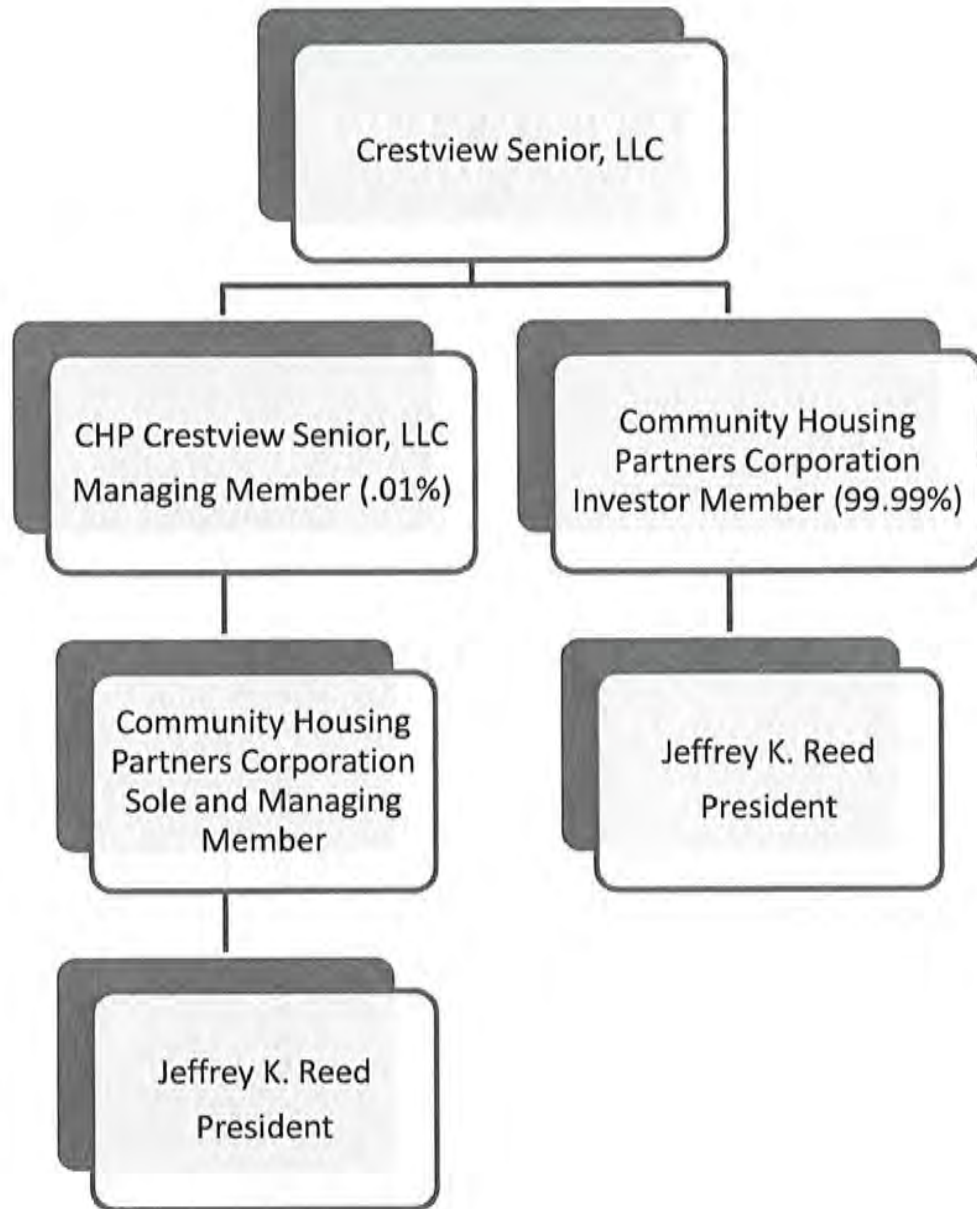 Crestview Senior, LLC
CHP Crestview Senior, LLC
Managing Member (.01%)
Community Housing
Partners Corporation
Investor Member (99.99%)
Community Housing
Partners Corporation
Sole and Managing
Member
Jeffrey K. Reed
President
Jeffrey K. Reed
President